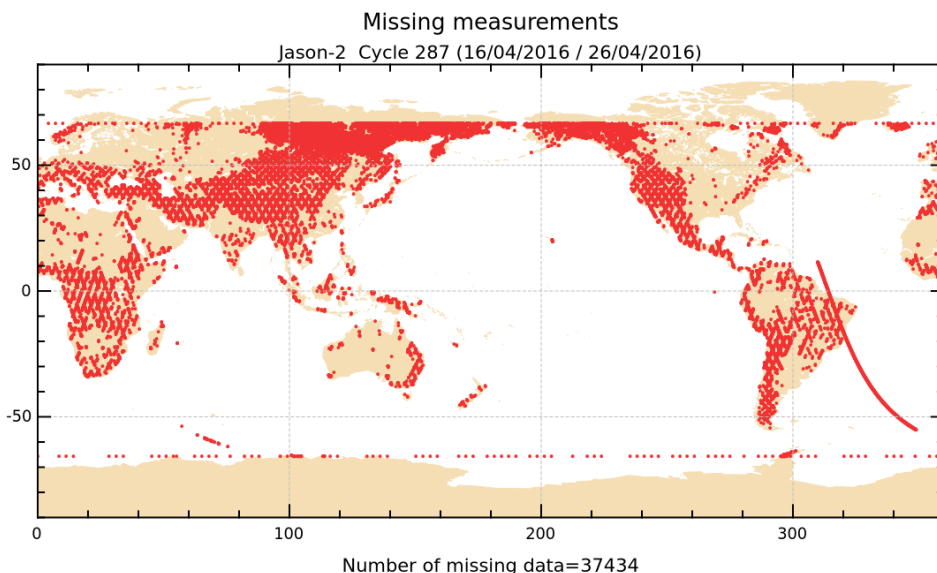 Missing measurements
Jason-2 Cycle 287 (16/04/2016 / 26/04/2016)
50
0
-50
0 100 200 300
Number of missing data=37434